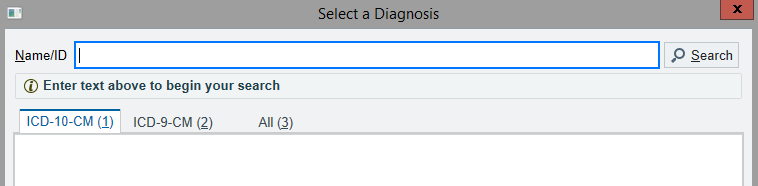 Select a Diagnosis
x
Name/ID
Search
Enter text above to begin your search
ICD-10-CM (1) ICD-9-CM (2) All (3)